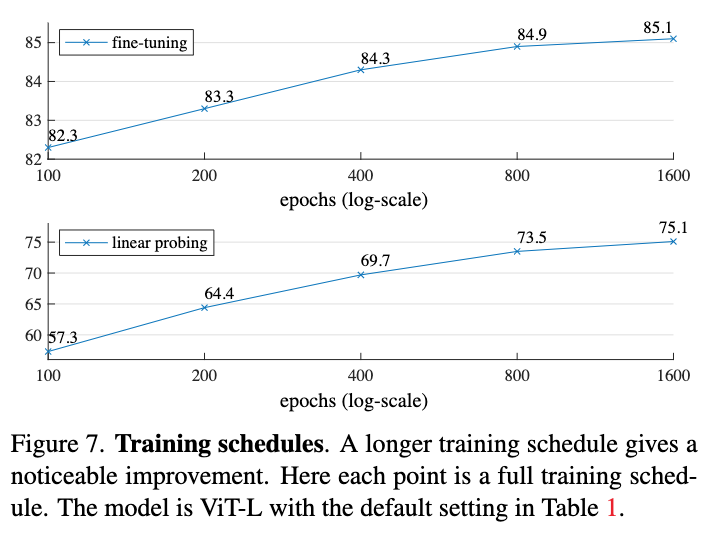 fine-tuning
85
84
83
82
82.3
83.3
84.3
84.9
85.1
100 200 400 800 1600
epochs (log-scale)
linear probing
75
70
65
60
57.3
64.4
69.7
73.5
75.1
100 200 400 800 1600
epochs (log-scale)
Figure 7. Training schedules. A longer training schedule gives a
noticeable improvement. Here each point is a full training sched-
ule. The model is ViT-L with the default setting in Table 1.